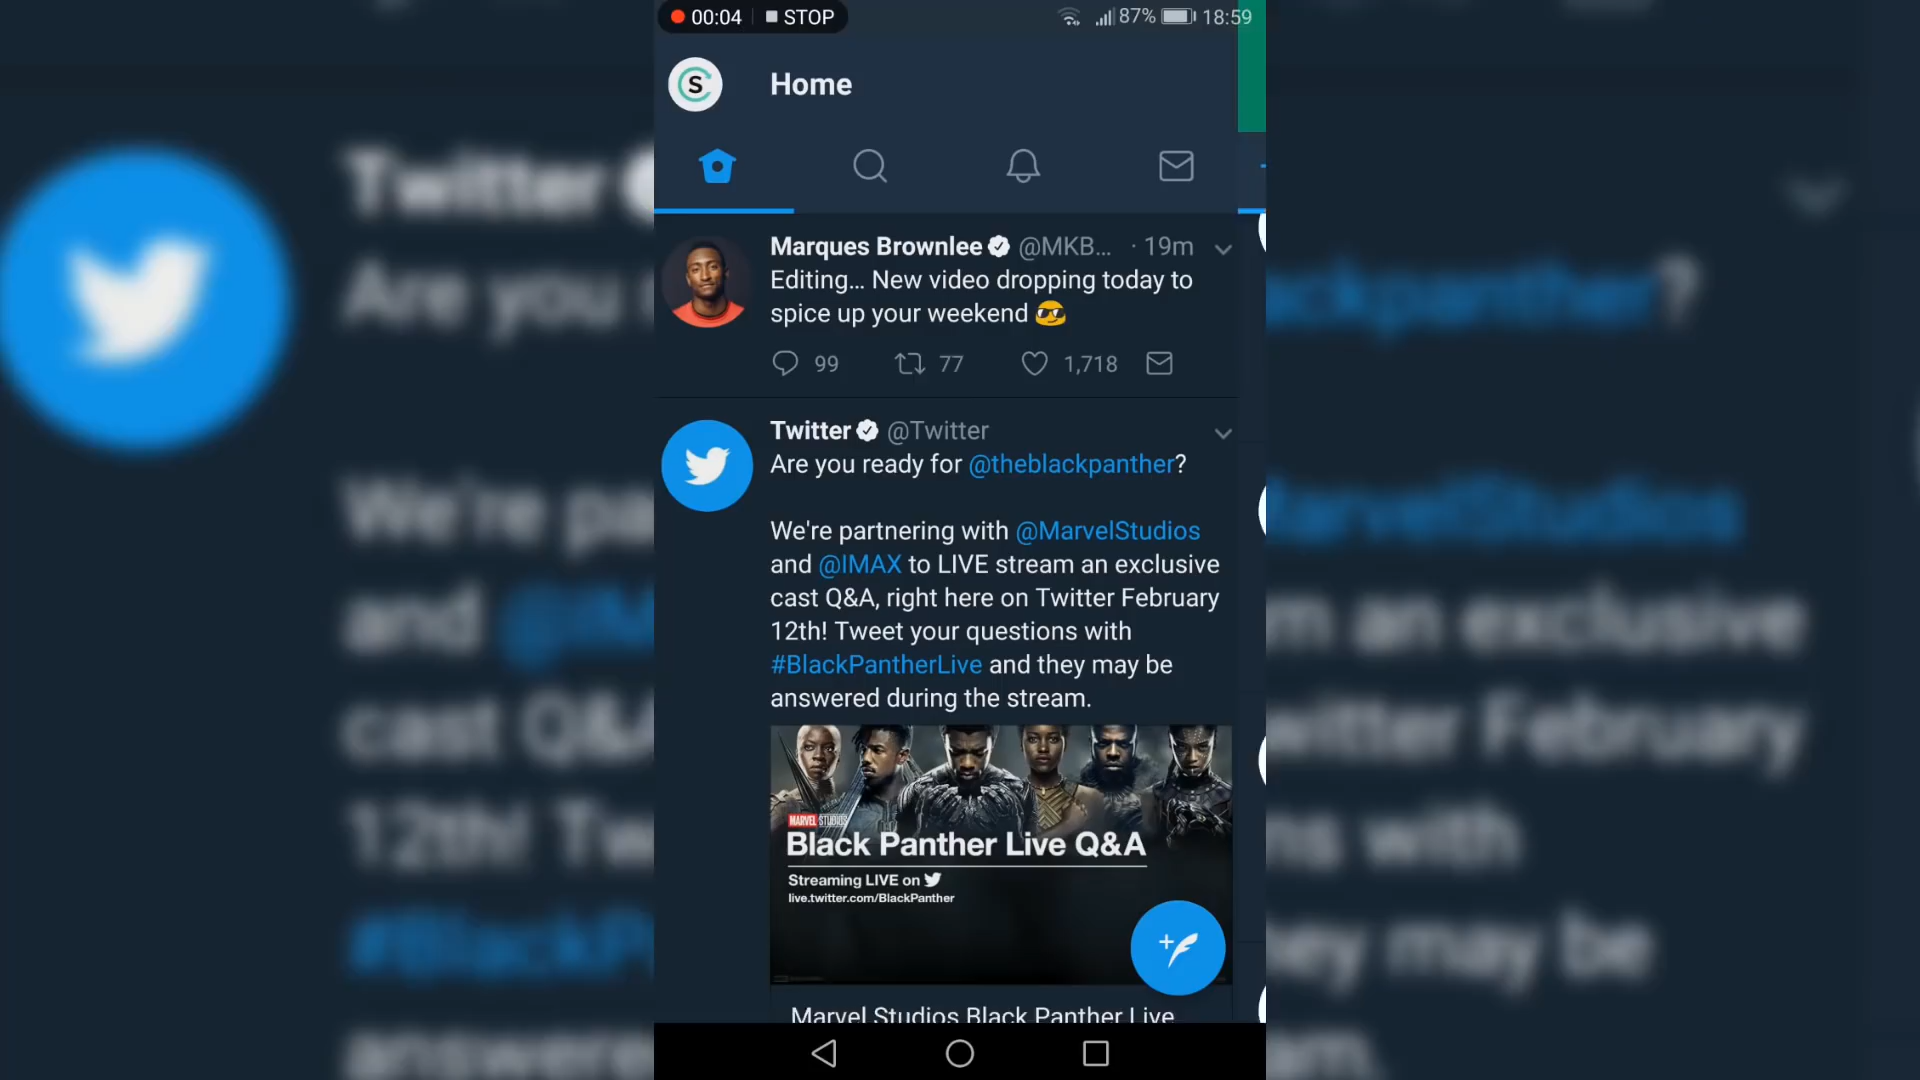 00:04 STOP 87% 18:59
S
Home
Marques Brownlee @MKB... · 19m
Editing... New video dropping today to
spice up your weekend 😎
99 77 1,718
Twitter @Twitter
Are you ready for @theblackpanther?
We're partnering with @MarvelStudios
and @IMAX to LIVE stream an exclusive
cast Q&A, right here on Twitter February
12th! Tweet your questions with
#BlackPantherLive and they may be
answered during the stream.
MARVEL STUDIOS
Black Panther Live Q&A
Streaming LIVE on
live.twitter.com/BlackPanther
Marvel Studios Black Panther Live